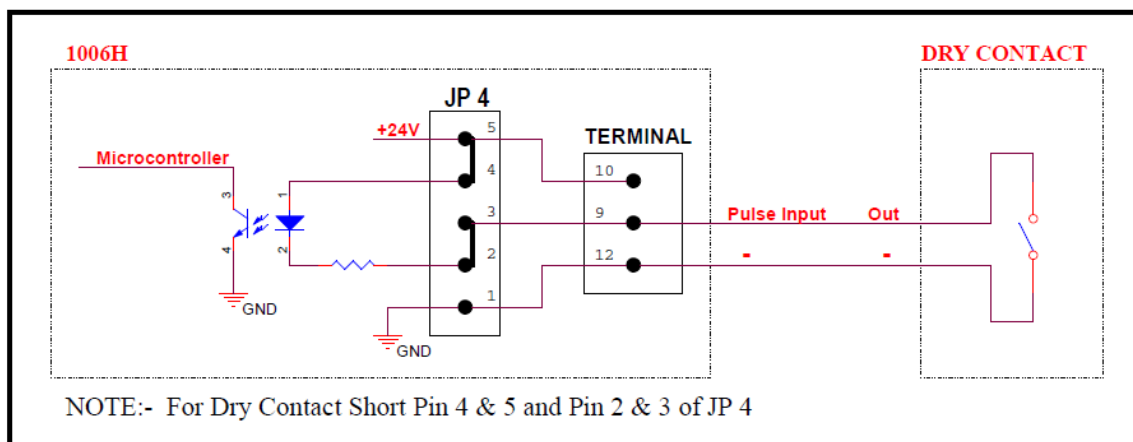 1006H
DRY CONTACT
JP 4
+24V
5
TERMINAL
Microcontroller
4
10
3
1
3
9
Pulse Input
Out
4
2
2
12
-
-
1
GND
GND
NOTE:- For Dry Contact Short Pin 4 & 5 and Pin 2 & 3 of JP 4